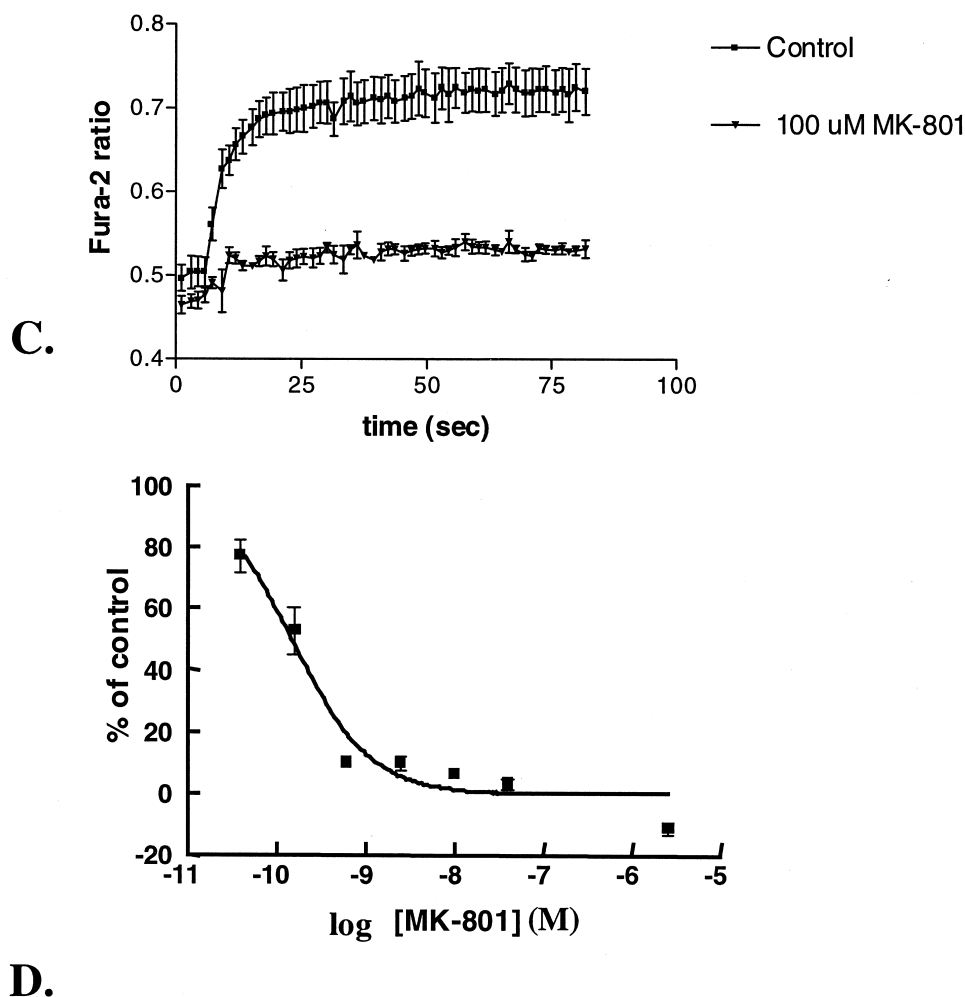 0.8
0.7
0.6
0.5
0.4
Fura-2 ratio
0 25 50 75 100
time (sec)
Control
100 uM MK-801
C.
100
80
60
40
20
0
-20
% of control
-11 -10 -9 -8 -7 -6 -5
log [MK-801] (M)
D.